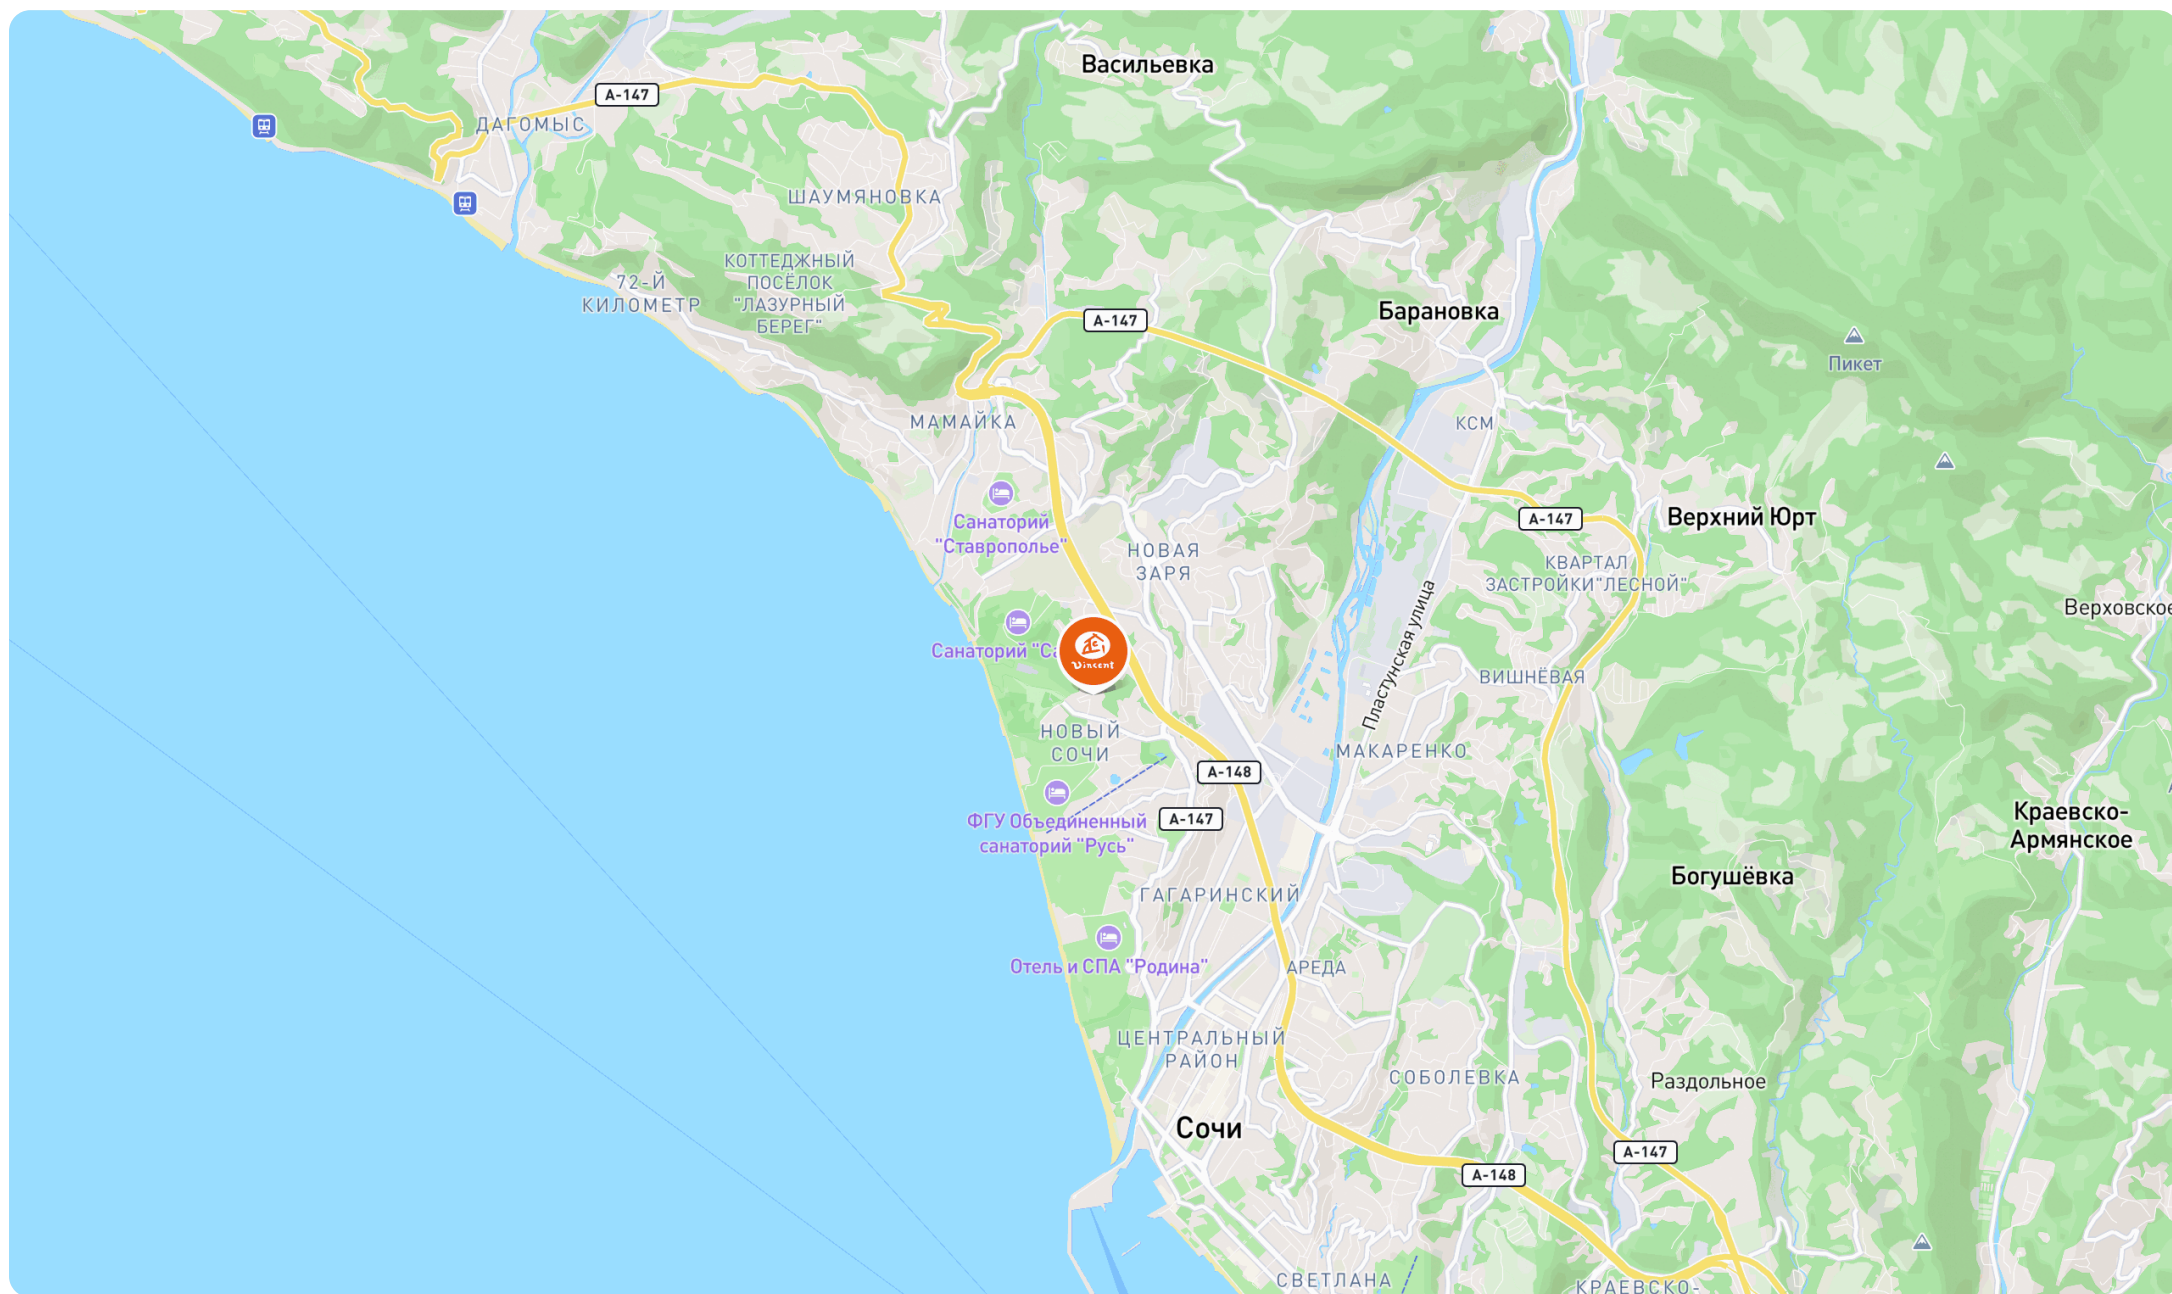 Васильевка
А-147
ДАГОМЫС
ШАУМЯНОВКА
КОТТЕДЖНЫЙ
ПОСЁЛОК
"ЛАЗУРНЫЙ
БЕРЕГ"
72-Й
КИЛОМЕТР
А-147
Барановка
Пикет
МАМАЙКА
КСМ
Санаторий
"Ставрополье"
А-147
Верхний Юрт
НОВАЯ
ЗАРЯ
КВАРТАЛ
ЗАСТРОЙКИ"ЛЕСНОЙ"
Верховское
Санаторий "Са
Vincent
Пластунская улица
ВИШНЁВАЯ
НОВЫЙ
СОЧИ
МАКАРЕНКО
А-148
А-147
ФГУ Объединенный
санаторий "Русь"
Краевско-
Армянское
Богушёвка
ГАГАРИНСКИЙ
Отель и СПА "Родина"
АРЕДА
ЦЕНТРАЛЬНЫЙ
РАЙОН
СОБОЛЕВКА
Раздольное
Сочи
А-147
А-148
СВЕТЛАНА
КРАЕВСКО-